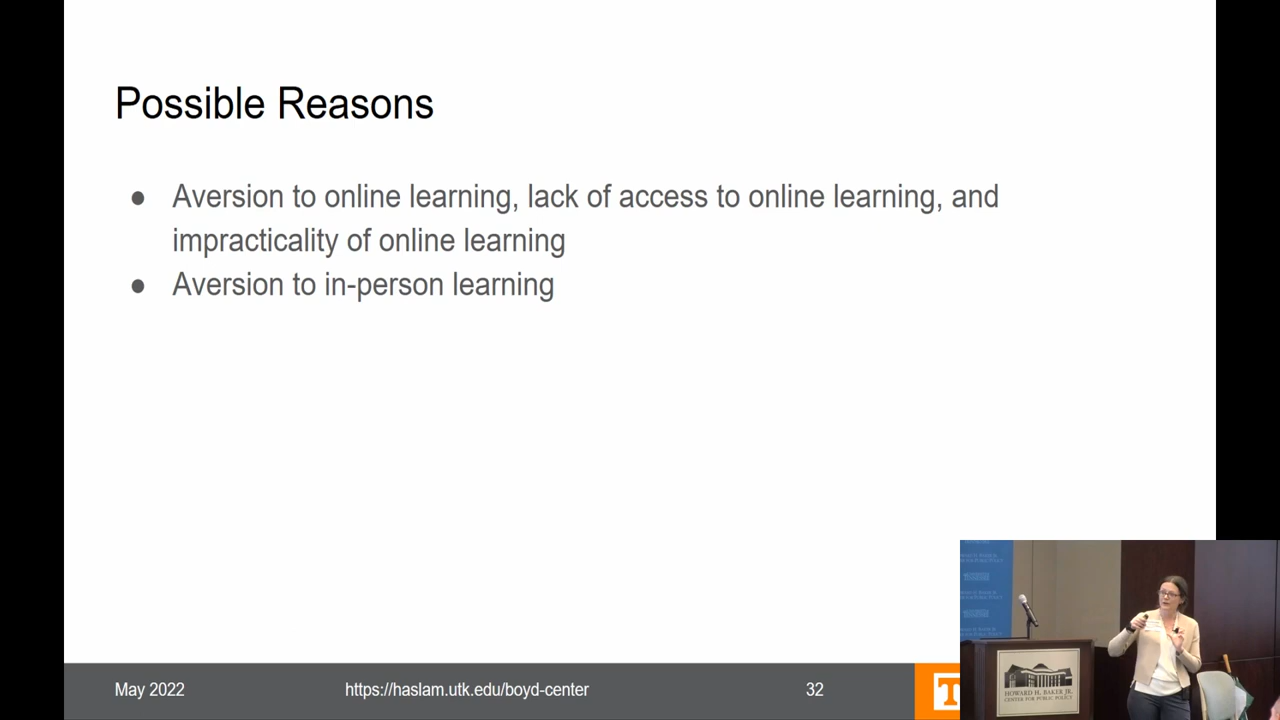 Possible Reasons
● Aversion to online learning, lack of access to online learning, and
impracticality of online learning
● Aversion to in-person learning
May 2022
https://haslam.utk.edu/boyd-center
32
T
HOWARD H. BAKER JR.
CENTER FOR PUBLIC POLICY